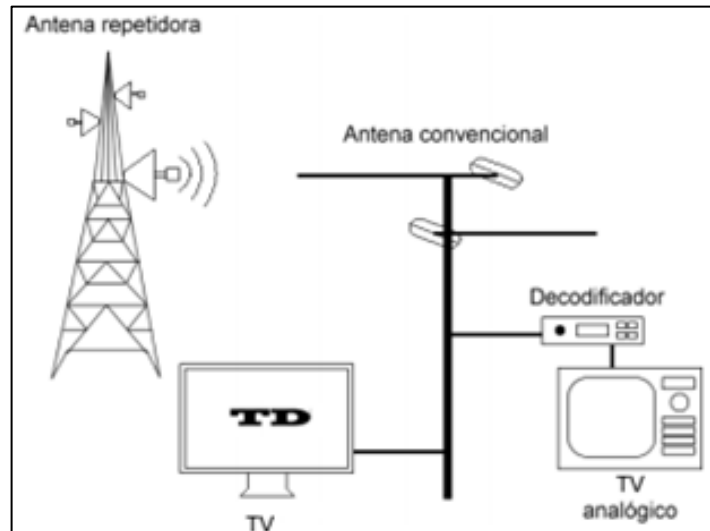 Antena repetidora
Antena convencional
Decodificador
TD
TV
TV
analógico